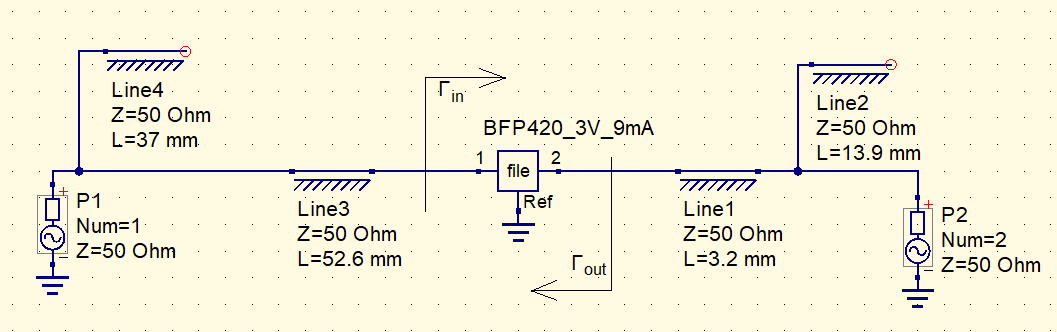 Line4
Z=50 Ohm
L=37 mm
Γin
BFP420_3V_9mA
Line2
Z=50 Ohm
L=13.9 mm
1
file
2
Ref
+
P1
Num=1
Z=50 Ohm
–
Line3
Z=50 Ohm
L=52.6 mm
Γout
Line1
Z=50 Ohm
L=3.2 mm
+
P2
Num=2
Z=50 Ohm
–